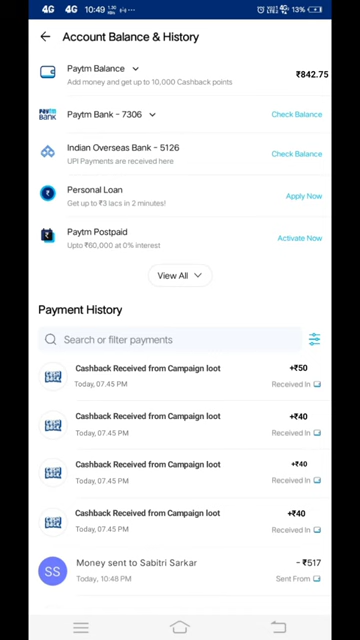 4G 4G 10:49 1.30 KB/s 13%
Account Balance & History
Paytm Balance
Add money and get up to 10,000 Cashback points
₹842.75
Paytm Bank - 7306
Check Balance
Indian Overseas Bank - 5126
UPI Payments are received here
Check Balance
Personal Loan
Get up to ₹3 lacs in 2 minutes!
Apply Now
Paytm Postpaid
Upto ₹60,000 at 0% interest
Activate Now
View All
Payment History
Search or filter payments
Cashback Received from Campaign loot
+₹50
Today, 07.45 PM
Received In
Cashback Received from Campaign loot
+₹40
Today, 07.45 PM
Received In
Cashback Received from Campaign loot
+₹40
Today, 07.45 PM
Received In
Cashback Received from Campaign loot
+₹40
Today, 07.45 PM
Received In
SS
Money sent to Sabitri Sarkar
- ₹517
Today, 10:48 PM
Sent From